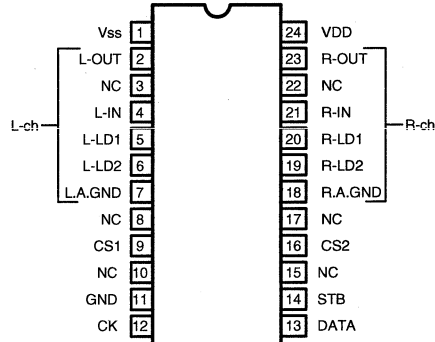 Vss 1 24 VDD
L-OUT 2 23 R-OUT
NC 3 22 NC
L-IN 4 21 R-IN
L-ch R-ch
L-LD1 5 20 R-LD1
L-LD2 6 19 R-LD2
L.A.GND 7 18 R.A.GND
NC 8 17 NC
CS1 9 16 CS2
NC 10 15 NC
GND 11 14 STB
CK 12 13 DATA